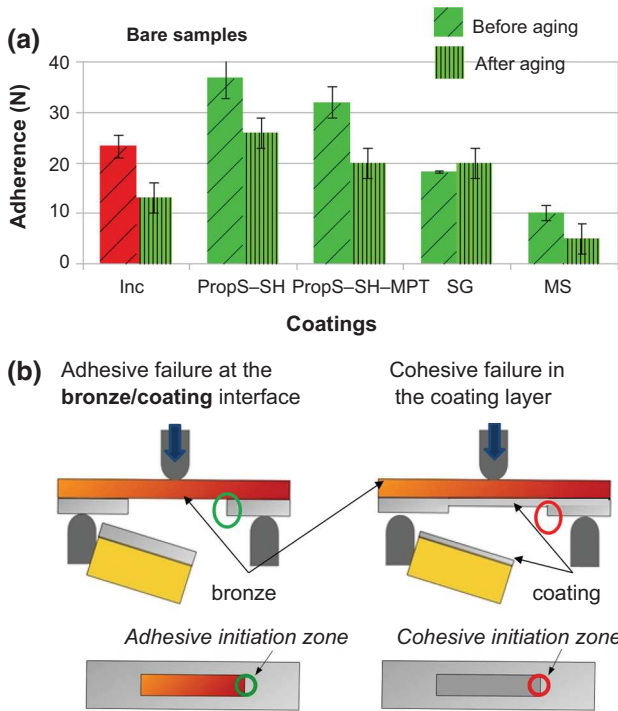 (a)
Bare samples
Before aging
After aging
Adherence (N)
40
30
20
10
0
Inc
PropS–SH
PropS–SH–MPT
SG
MS
Coatings
(b)
Adhesive failure at the
bronze/coating interface
Cohesive failure in
the coating layer
bronze
coating
Adhesive initiation zone
Cohesive initiation zone